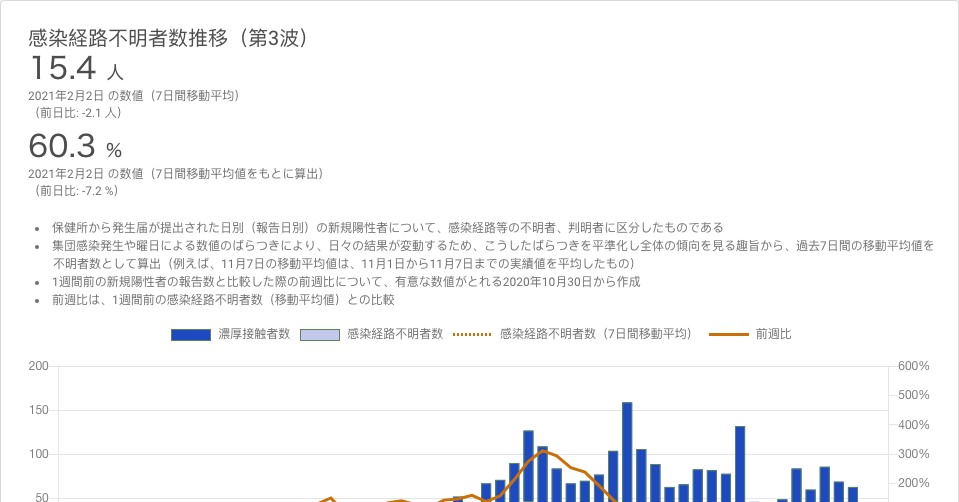 感染経路不明者数推移（第3波）
15.4 人
2021年2月2日 の数値（7日間移動平均）
（前日比: -2.1 人）
60.3 %
2021年2月2日 の数値（7日間移動平均値をもとに算出）
（前日比: -7.2 %）
• 保健所から発生届が提出された日別（報告日別）の新規陽性者について、感染経路等の不明者、判明者に区分したものである
• 集団感染発生や曜日による数値のばらつきにより、日々の結果が変動するため、こうしたばらつきを平準化し全体の傾向を見る趣旨から、過去7日間の移動平均値を
不明者数として算出（例えば、11月7日の移動平均値は、11月1日から11月7日までの実績値を平均したもの）
• 1週間前の新規陽性者の報告数と比較した際の前週比について、有意な数値がとれる2020年10月30日から作成
• 前週比は、1週間前の感染経路不明者数（移動平均値）との比較
濃厚接触者数 感染経路不明者数 感染経路不明者数（7日間移動平均） 前週比
200 600%
500%
150
400%
100 300%
200%
50